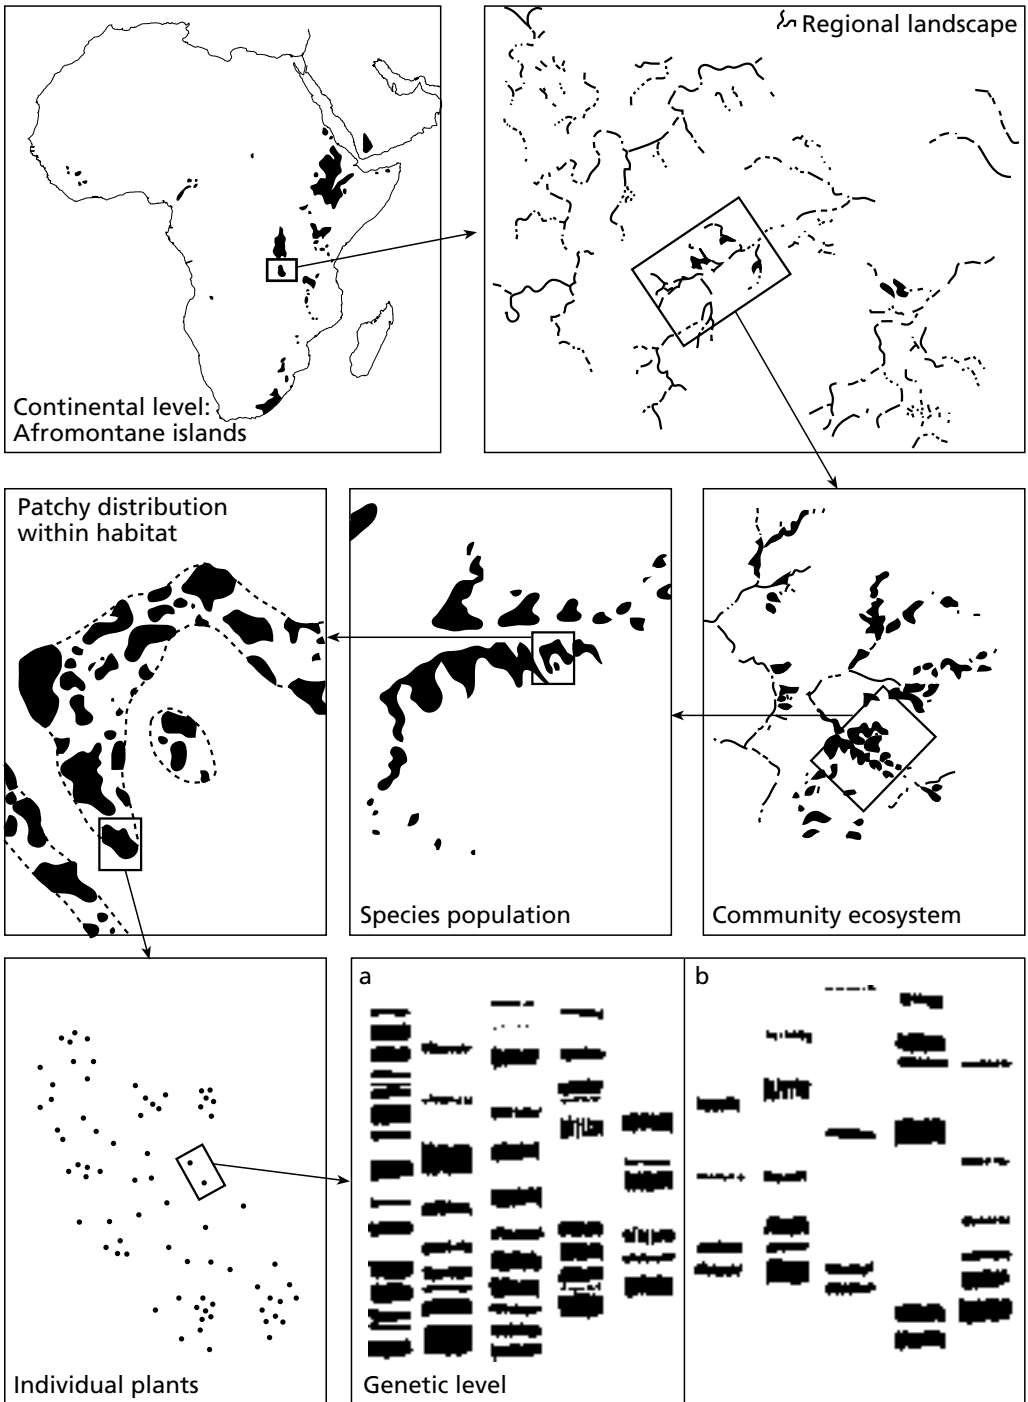 Regional landscape
Continental level:
Afromontane islands
Patchy distribution
within habitat
Species population
Community ecosystem
a
b
Individual plants
Genetic level